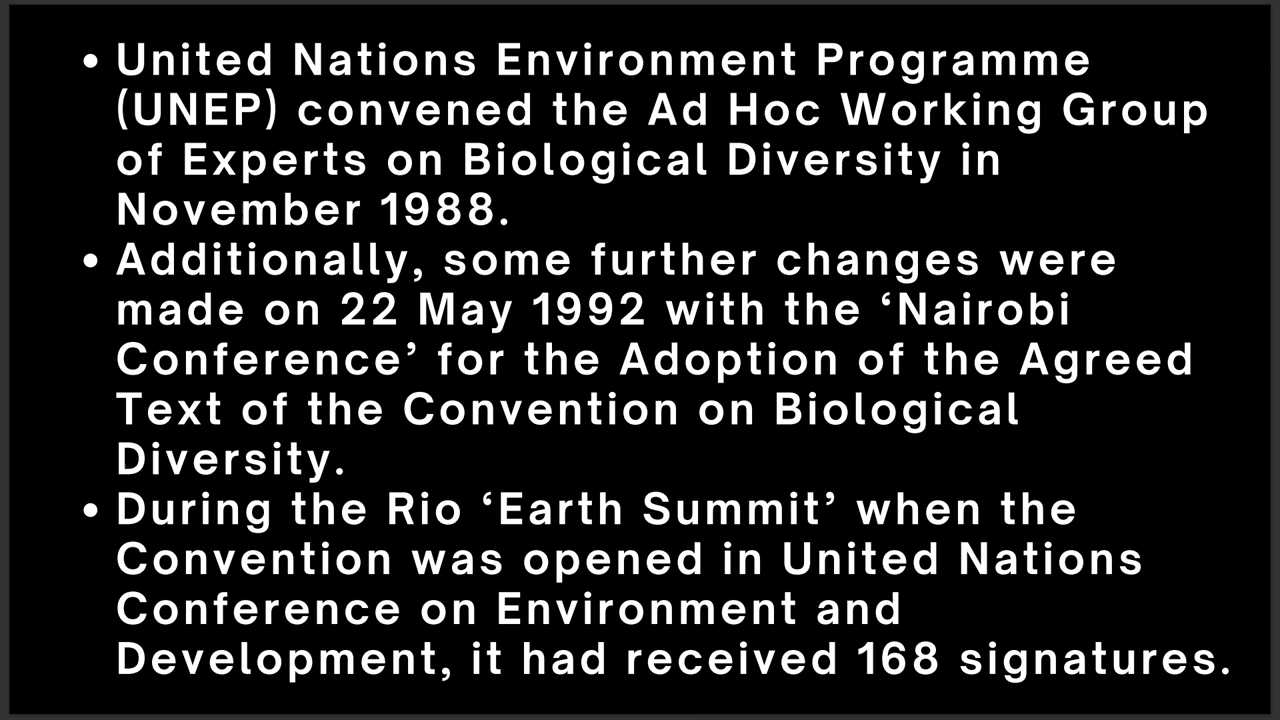 • United Nations Environment Programme
(UNEP) convened the Ad Hoc Working Group
of Experts on Biological Diversity in
November 1988.
• Additionally, some further changes were
made on 22 May 1992 with the ‘Nairobi
Conference’ for the Adoption of the Agreed
Text of the Convention on Biological
Diversity.
• During the Rio ‘Earth Summit’ when the
Convention was opened in United Nations
Conference on Environment and
Development, it had received 168 signatures.